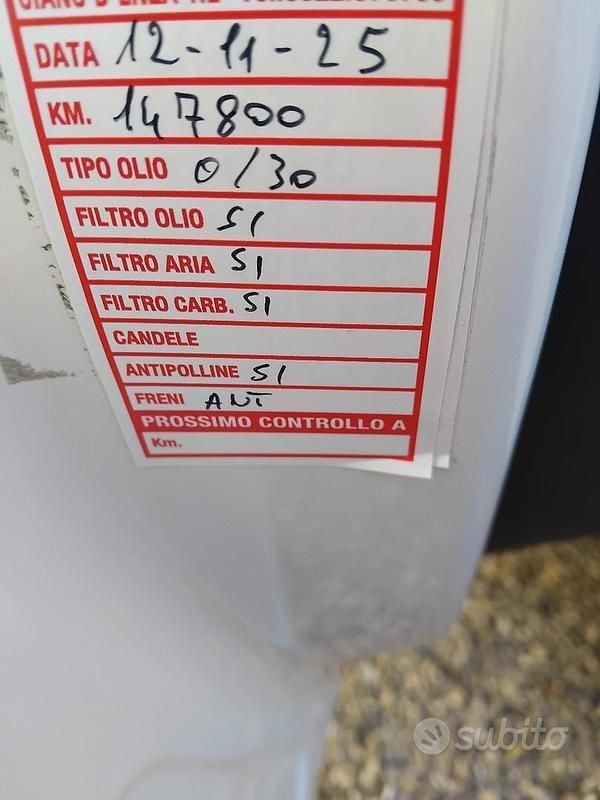 DATA 12-11-25
KM. 147800
TIPO OLIO 0/30
FILTRO OLIO SI
FILTRO ARIA SI
FILTRO CARB. SI
CANDELE
ANTIPOLLINE SI
FRENI ANT
PROSSIMO CONTROLLO A
Km.
subito